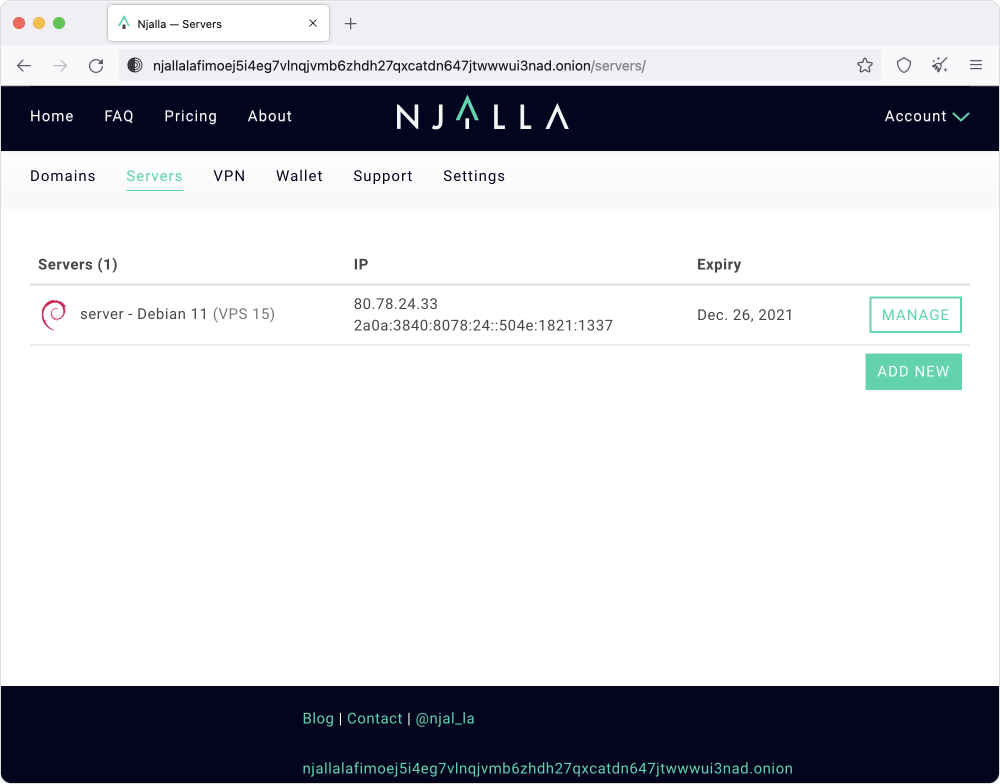 Njalla — Servers
njallalafimoej5i4eg7vlnqjvmb6zhdh27qxcatdn647jtwwwui3nad.onion/servers/
Home FAQ Pricing About NJALLA Account
Domains Servers VPN Wallet Support Settings
Servers (1) IP Expiry
server - Debian 11 (VPS 15) 80.78.24.33 Dec. 26, 2021 MANAGE
2a0a:3840:8078:24::504e:1821:1337
ADD NEW
Blog | Contact | @njal_la
njallalafimoej5i4eg7vlnqjvmb6zhdh27qxcatdn647jtwwwui3nad.onion